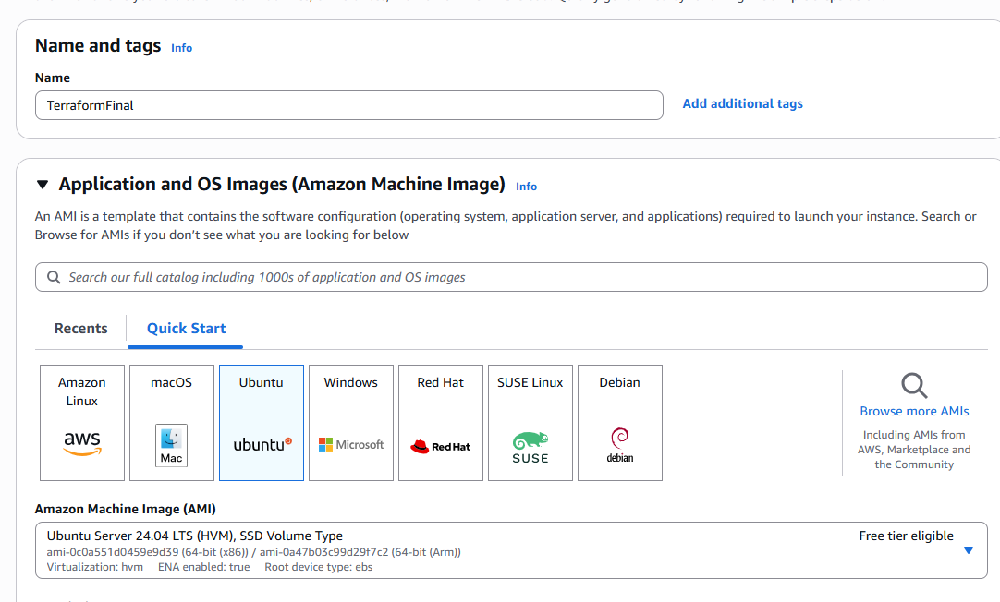 Name and tags Info
Name
TerraformFinal
Add additional tags
Application and OS Images (Amazon Machine Image) Info
An AMI is a template that contains the software configuration (operating system, application server, and applications) required to launch your instance. Search or
Browse for AMIs if you don’t see what you are looking for below
Search our full catalog including 1000s of application and OS images
Recents
Quick Start
Amazon
Linux
aws
macOS
Mac
Ubuntu
ubuntu
Windows
Microsoft
Red Hat
Red Hat
SUSE Linux
SUSE
Debian
debian
Browse more AMIs
Including AMIs from
AWS, Marketplace and
the Community
Amazon Machine Image (AMI)
Ubuntu Server 24.04 LTS (HVM), SSD Volume Type
Free tier eligible
ami-0c0a551d0459e9d39 (64-bit (x86)) / ami-0a47b03c99d29f7c2 (64-bit (Arm))
Virtualization: hvm ENA enabled: true Root device type: ebs